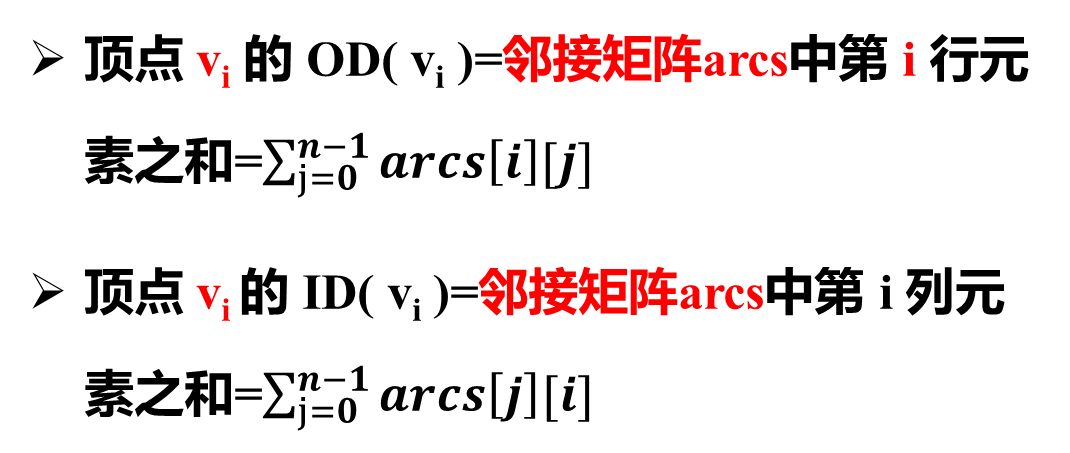 ➢ 顶点 vᵢ 的 OD( vᵢ )=邻接矩阵arcs中第 i 行元
素之和=∑ⱼ₌₀ⁿ⁻¹ arcs[i][j]
➢ 顶点 vᵢ 的 ID( vᵢ )=邻接矩阵arcs中第 i 列元
素之和=∑ⱼ₌₀ⁿ⁻¹ arcs[j][i]